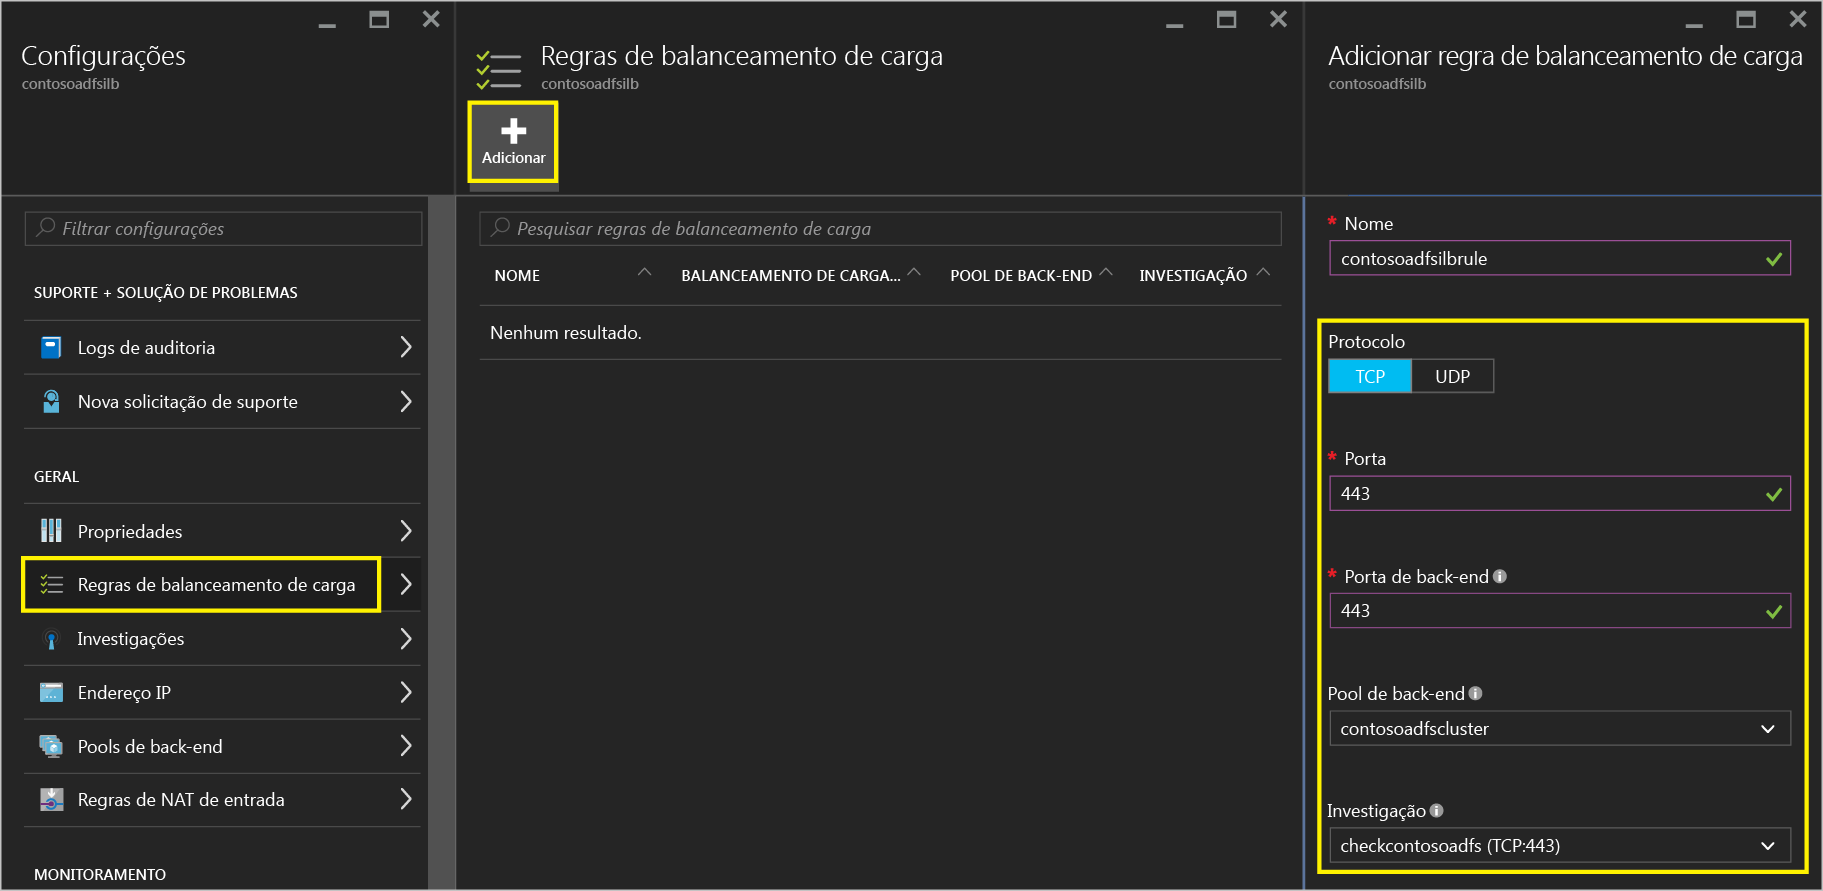 Configurações
contosoadfsilb
Filtrar configurações
SUPORTE + SOLUÇÃO DE PROBLEMAS
Logs de auditoria
Nova solicitação de suporte
GERAL
Propriedades
Regras de balanceamento de carga
Investigações
Endereço IP
Pools de back-end
Regras de NAT de entrada
MONITORAMENTO
Regras de balanceamento de carga
contosoadfsilb
Adicionar
Pesquisar regras de balanceamento de carga
NOME BALANCEAMENTO DE CARGA... POOL DE BACK-END INVESTIGAÇÃO
Nenhum resultado.
Adicionar regra de balanceamento de carga
contosoadfsilb
* Nome
contosoadfsilbrule
Protocolo
TCP UDP
* Porta
443
* Porta de back-end
443
Pool de back-end
contosoadfscluster
Investigação
checkcontosoadfs (TCP:443)